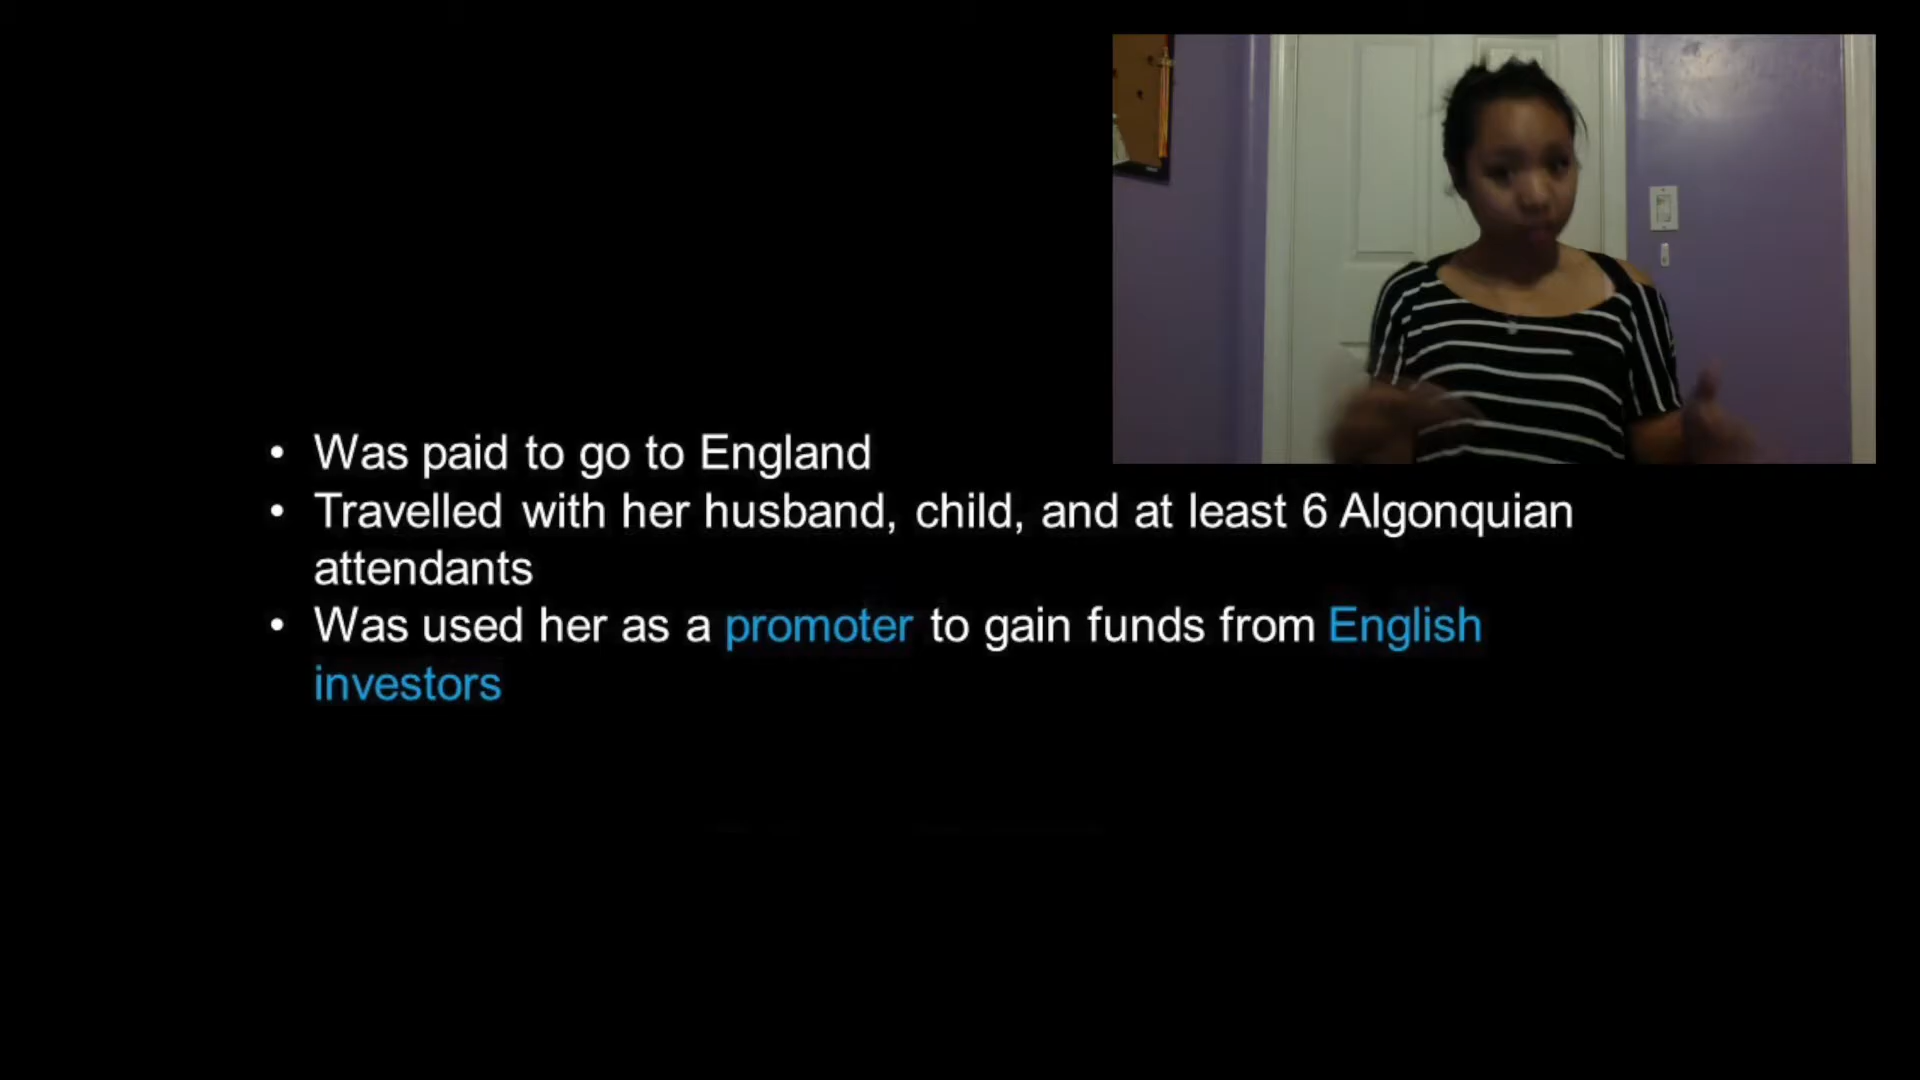 • Was paid to go to England
• Travelled with her husband, child, and at least 6 Algonquian
attendants
• Was used her as a promoter to gain funds from English
investors